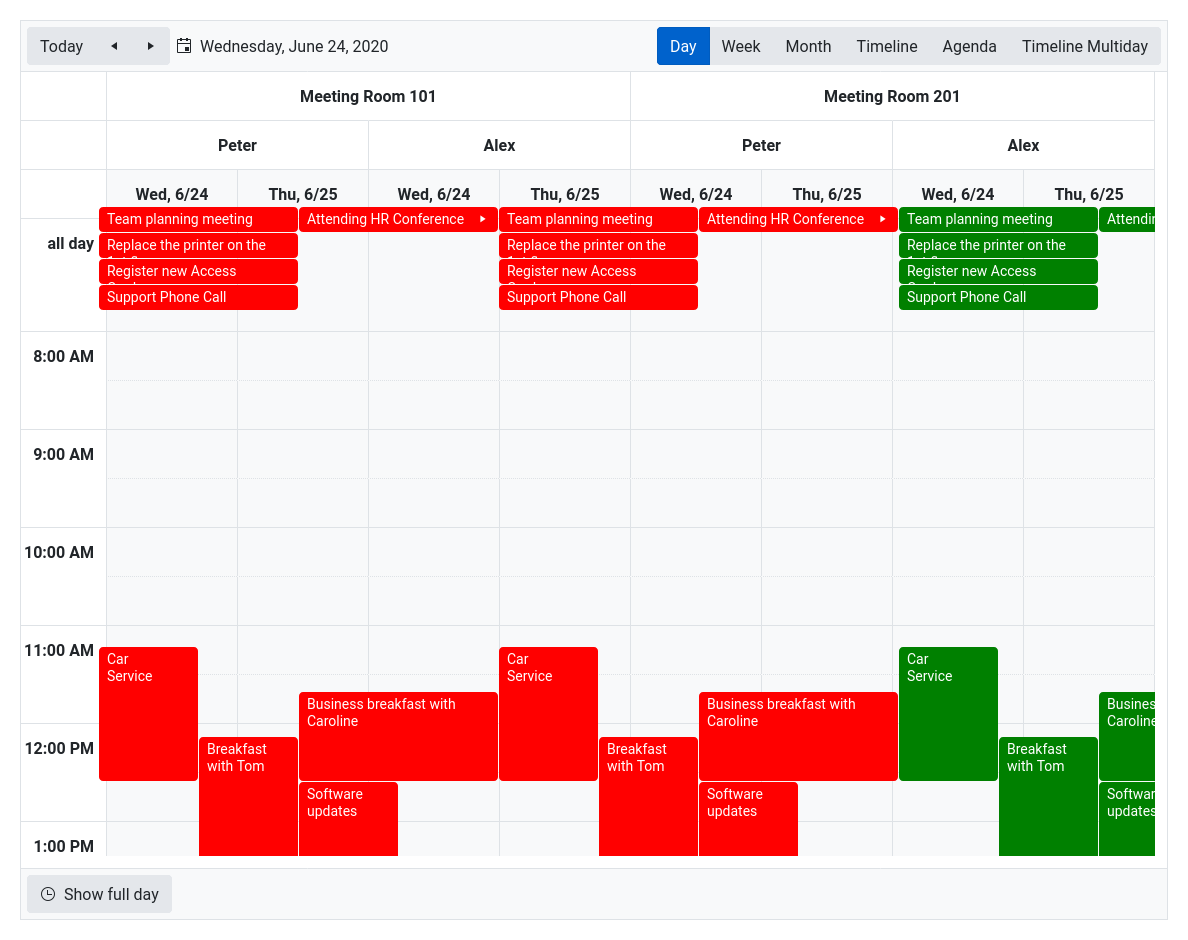 Today
Wednesday, June 24, 2020
Day Week Month Timeline Agenda Timeline Multiday
Meeting Room 101 Meeting Room 201
Peter Alex Peter Alex
Wed, 6/24 Thu, 6/25 Wed, 6/24 Thu, 6/25 Wed, 6/24 Thu, 6/25 Wed, 6/24 Thu, 6/25
all day
Team planning meeting Attending HR Conference Team planning meeting Attending HR Conference Team planning meeting
Replace the printer on the Replace the printer on the Replace the printer on the
Register new Access Register new Access Register new Access
Support Phone Call Support Phone Call Support Phone Call
8:00 AM
9:00 AM
10:00 AM
11:00 AM
Car Car Car
Service Service Service
Business breakfast with Business breakfast with
Caroline Caroline Caroline
12:00 PM
Breakfast Breakfast Breakfast
with Tom with Tom with Tom
Software Software
updates updates updates
1:00 PM
Show full day